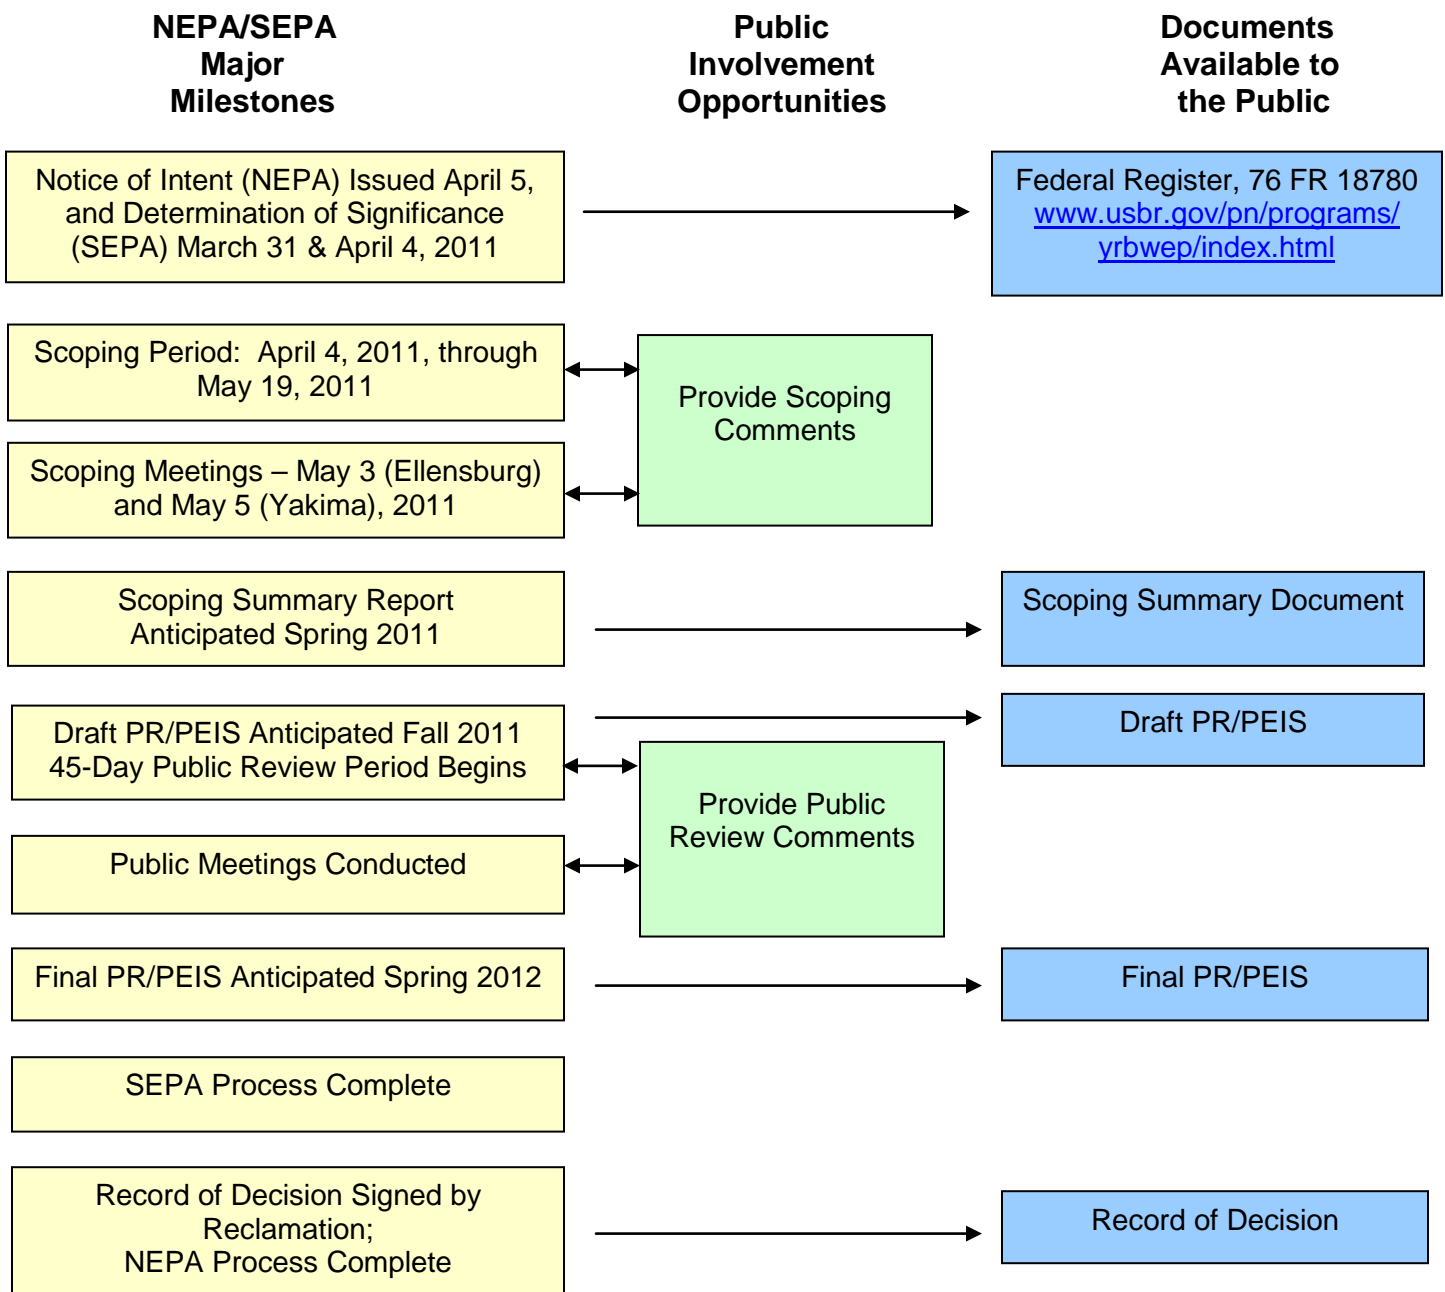 NEPA/SEPA
Major
Milestones
Public
Involvement
Opportunities
Documents
Available to
the Public
Notice of Intent (NEPA) Issued April 5,
and Determination of Significance
(SEPA) March 31 & April 4, 2011
Federal Register, 76 FR 18780
www.usbr.gov/pn/programs/
yrbwep/index.html
Scoping Period:  April 4, 2011, through
May 19, 2011
Provide Scoping
Comments
Scoping Meetings – May 3 (Ellensburg)
and May 5 (Yakima), 2011
Scoping Summary Report
Anticipated Spring 2011
Scoping Summary Document
Draft PR/PEIS Anticipated Fall 2011
45-Day Public Review Period Begins
Draft PR/PEIS
Provide Public
Review Comments
Public Meetings Conducted
Final PR/PEIS Anticipated Spring 2012
Final PR/PEIS
SEPA Process Complete
Record of Decision Signed by
Reclamation;
NEPA Process Complete
Record of Decision